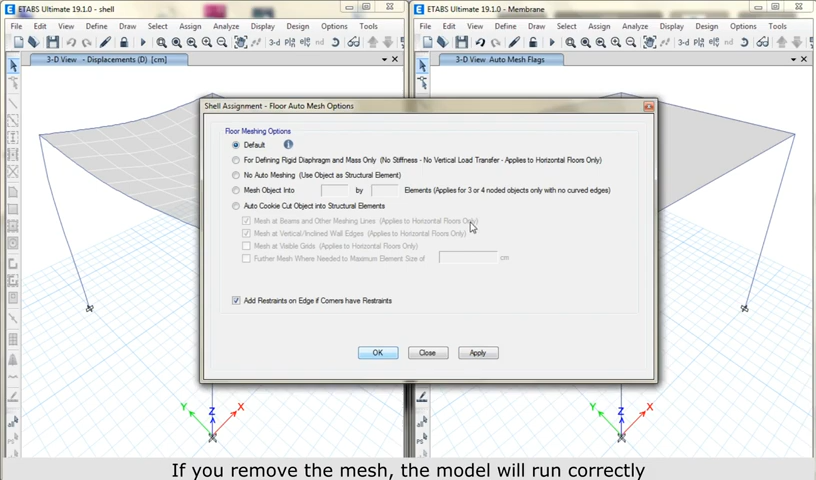 ETABS Ultimate 19.1.0 - shell
File Edit View Define Draw Select Assign Analyze Display Design Options Tools
3-D View - Displacements (D) [cm]
ETABS Ultimate 19.1.0 - Membrane
File Edit View Define Draw Select Assign Analyze Display Design Options Tools
3-D View Auto Mesh Flags
Shell Assignment - Floor Auto Mesh Options
Floor Meshing Options
Default
For Defining Rigid Diaphragm and Mass Only (No Stiffness - No Vertical Load Transfer - Applies to Horizontal Floors Only)
No Auto Meshing (Use Object as Structural Element)
Mesh Object Into by Elements (Applies for 3 or 4 noded objects only with no curved edges)
Auto Cookie Cut Object into Structural Elements
Mesh at Beams and Other Meshing Lines (Applies to Horizontal Floors Only)
Mesh at Vertical/Inclined Wall Edges (Applies to Horizontal Floors Only)
Mesh at Visible Grids (Applies to Horizontal Floors Only)
Further Mesh Where Needed to Maximum Element Size of cm
Add Restraints on Edge if Corners have Restraints
OK Close Apply
Y Z X
Y Z X
If you remove the mesh, the model will run correctly